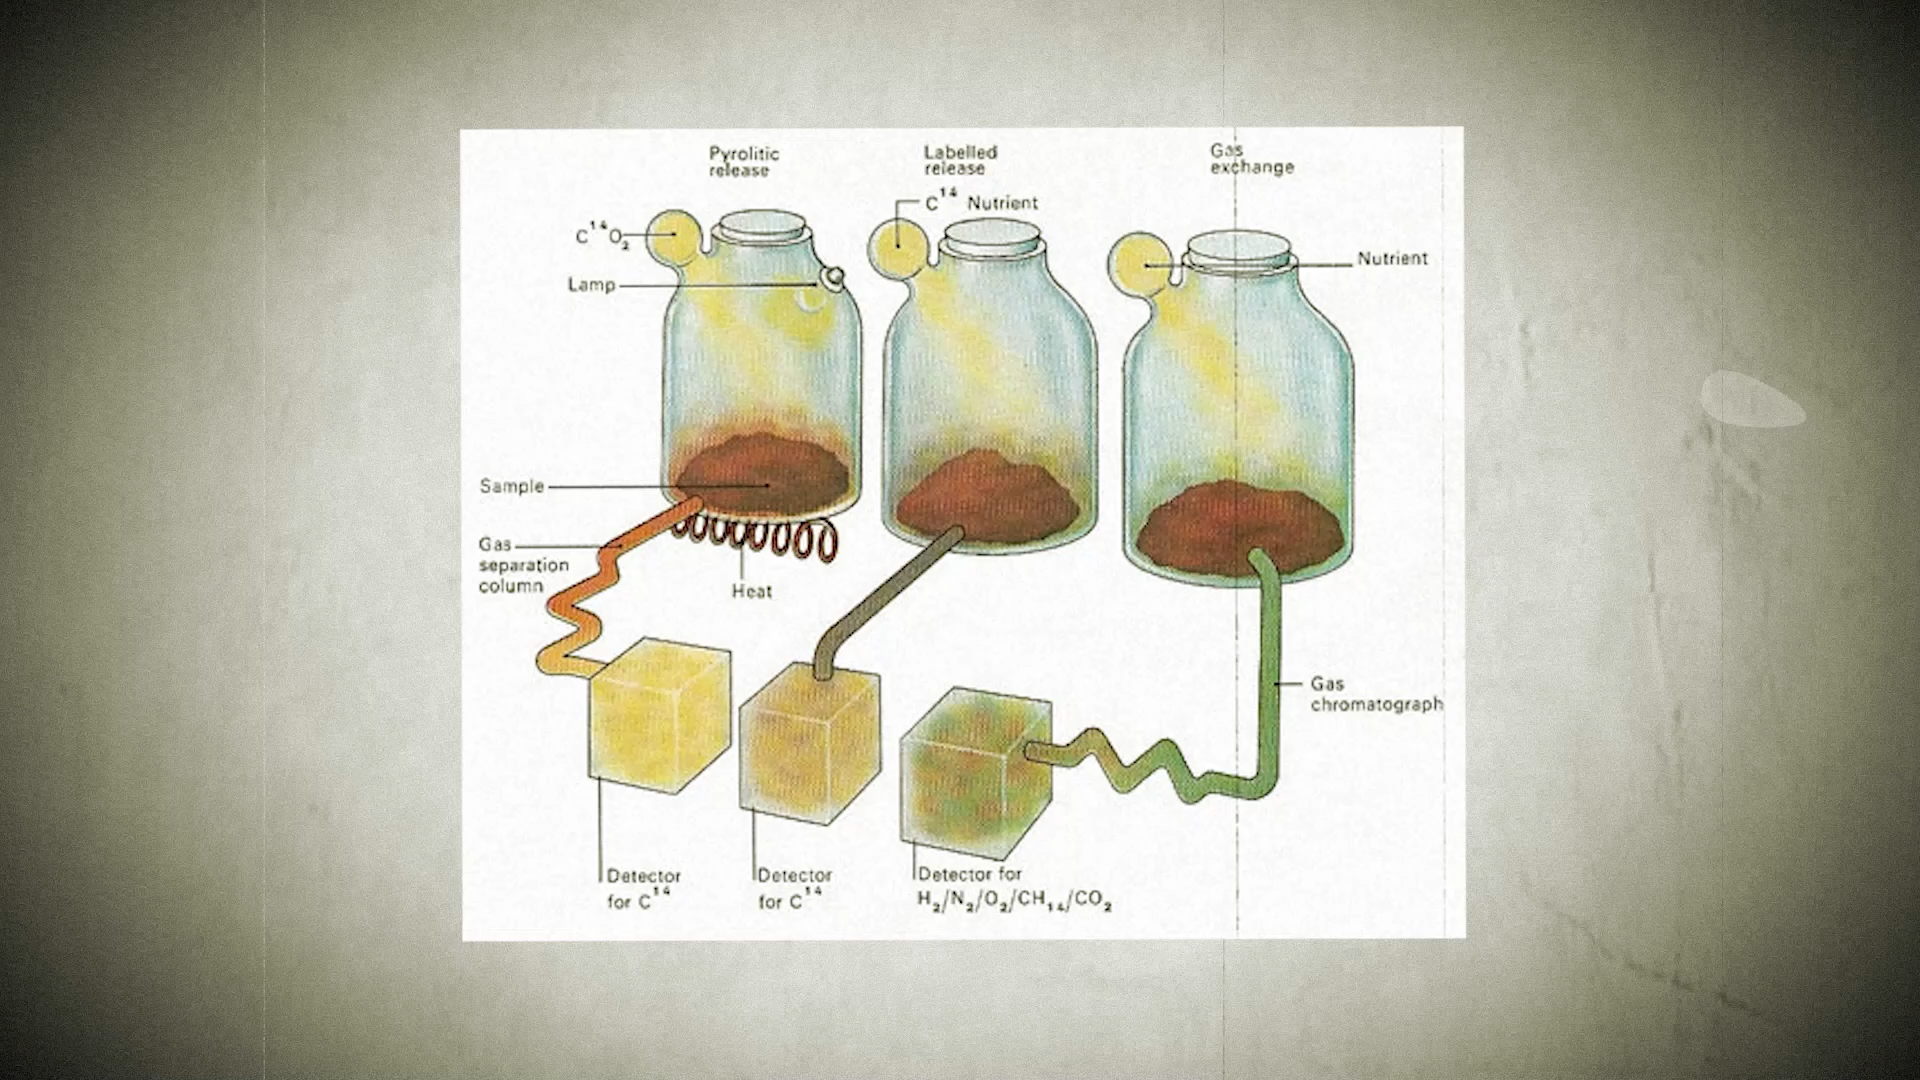 Pyrolitic
release
Labelled
release
Gas
exchange
C¹⁴O₂
Lamp
C¹⁴ Nutrient
Nutrient
Sample
Gas
separation
column
Heat
Gas
chromatograph
Detector
for C¹⁴
Detector
for C¹⁴
Detector for
H₂/N₂/O₂/CH₁₄/CO₂